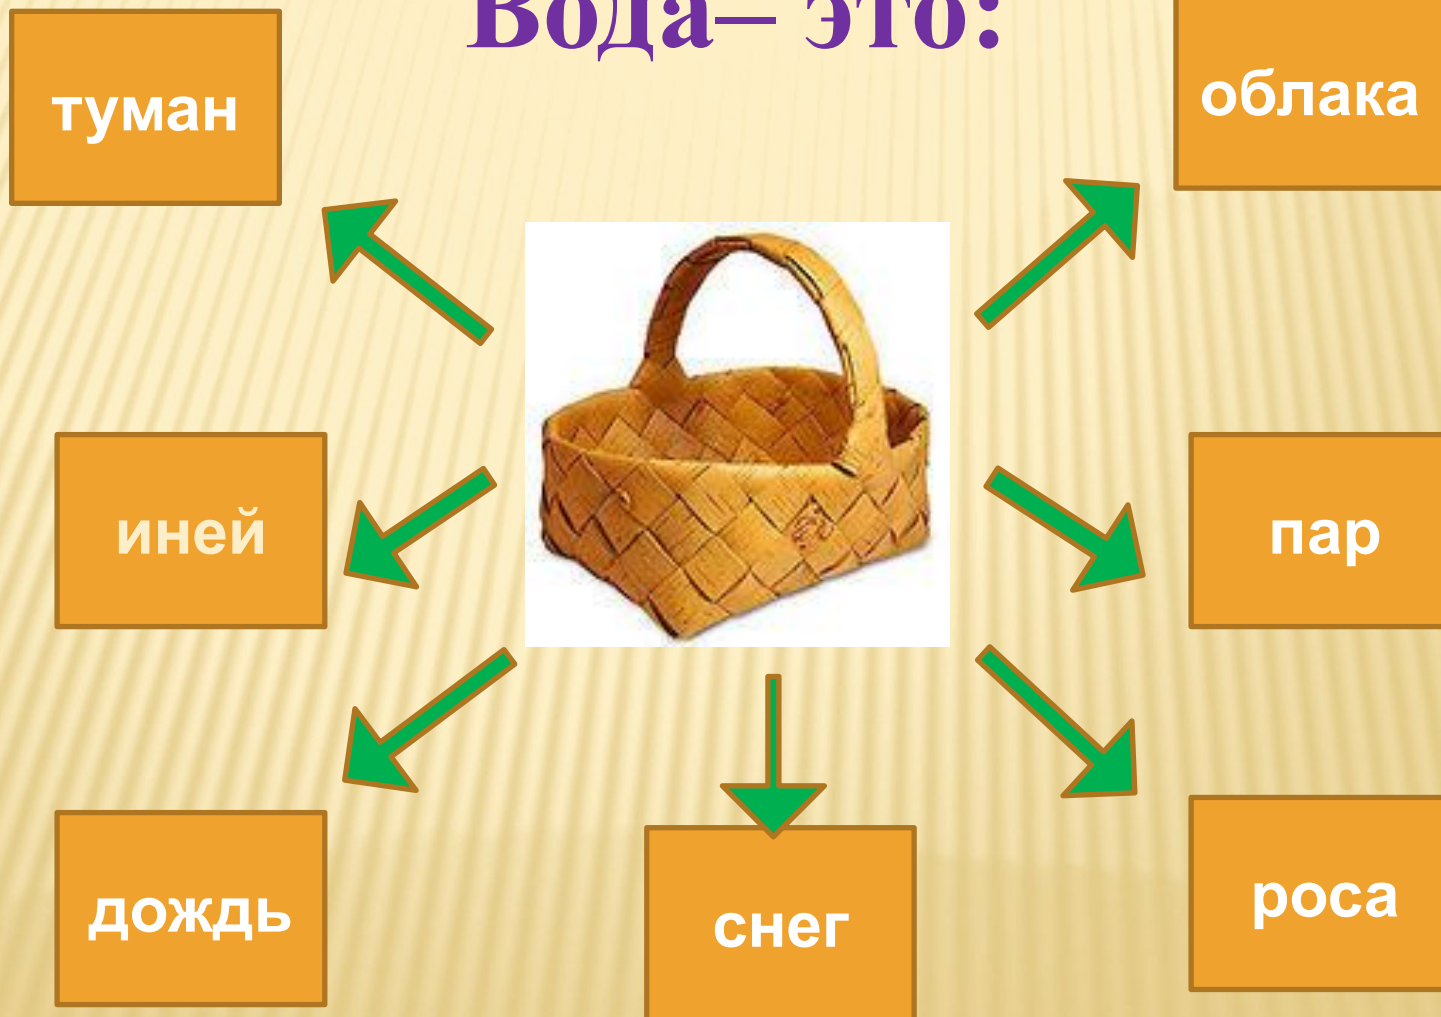 Вода– это:
туман
облака
иней
пар
дождь
снег
роса